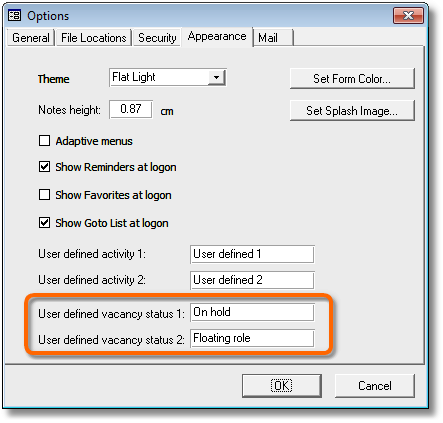 Options
General File Locations Security Appearance Mail
Theme Flat Light Set Form Color...
Notes height: 0.87 cm Set Splash Image...
Adaptive menus
Show Reminders at logon
Show Favorites at logon
Show Goto List at logon
User defined activity 1: User defined 1
User defined activity 2: User defined 2
User defined vacancy status 1: On hold
User defined vacancy status 2: Floating role
OK Cancel